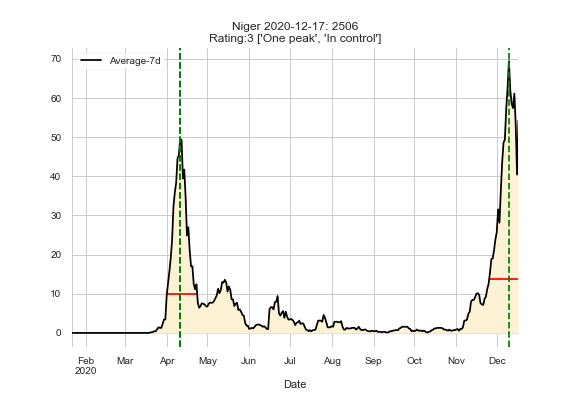 Niger 2020-12-17: 2506
Rating:3 ['One peak', 'In control']
Average-7d
70
60
50
40
30
20
10
0
Feb Mar Apr May Jun Jul Aug Sep Oct Nov Dec
2020
Date